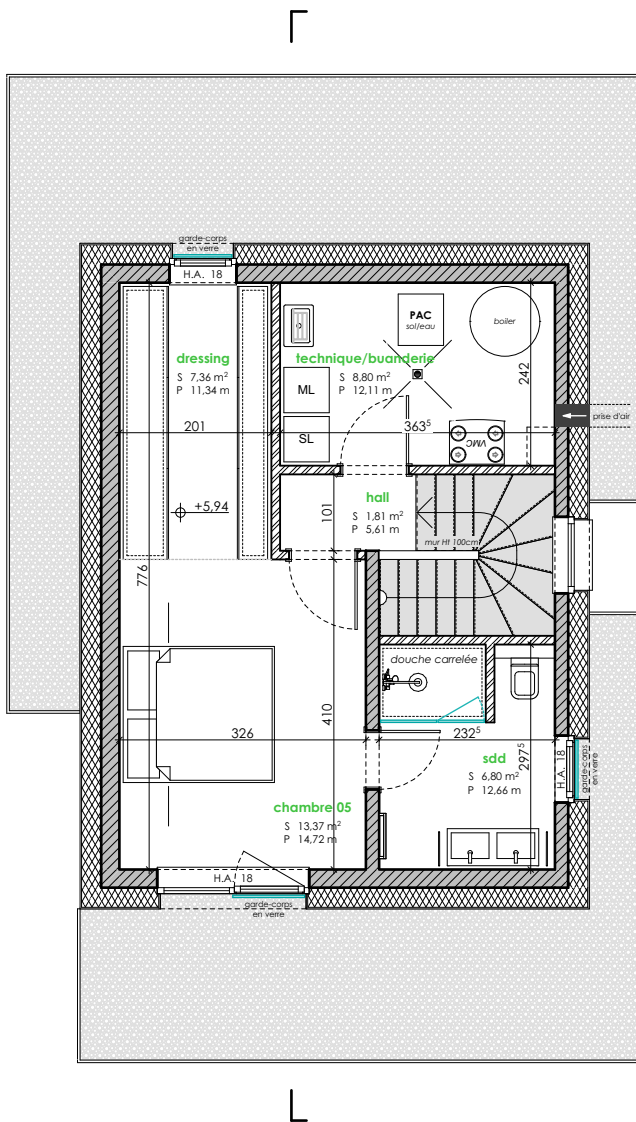 garde-corps
en verre
H.A. 18
PAC
sol/eau
boiler
dressing
S 7,36 m²
P 11,34 m
technique/buanderie
S 8,80 m²
P 12,11 m
242
ML
prise d'air
201
363⁵
SL
VMC
hall
S 1,81 m²
P 5,61 m
101
+5,94
mur Ht 100cm
776
douche carrelée
410
326
232⁵
297⁵
sdd
S 6,80 m²
P 12,66 m
H.A. 18
garde-corps
en verre
chambre 05
S 13,37 m²
P 14,72 m
H.A. 18
garde-corps
en verre